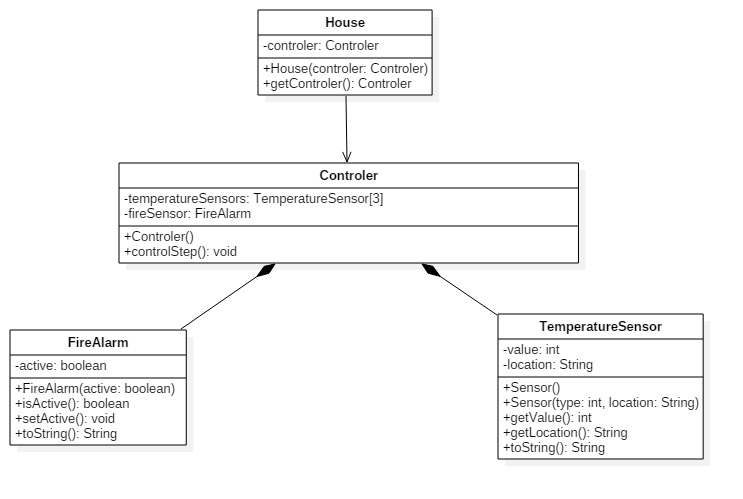 House
-controler: Controler
+House(controler: Controler)
+getControler(): Controler
Controler
-temperatureSensors: TemperatureSensor[3]
-fireSensor: FireAlarm
+Controler()
+controlStep(): void
FireAlarm
-active: boolean
+FireAlarm(active: boolean)
+isActive(): boolean
+setActive(): void
+toString(): String
TemperatureSensor
-value: int
-location: String
+Sensor()
+Sensor(type: int, location: String)
+getValue(): int
+getLocation(): String
+toString(): String